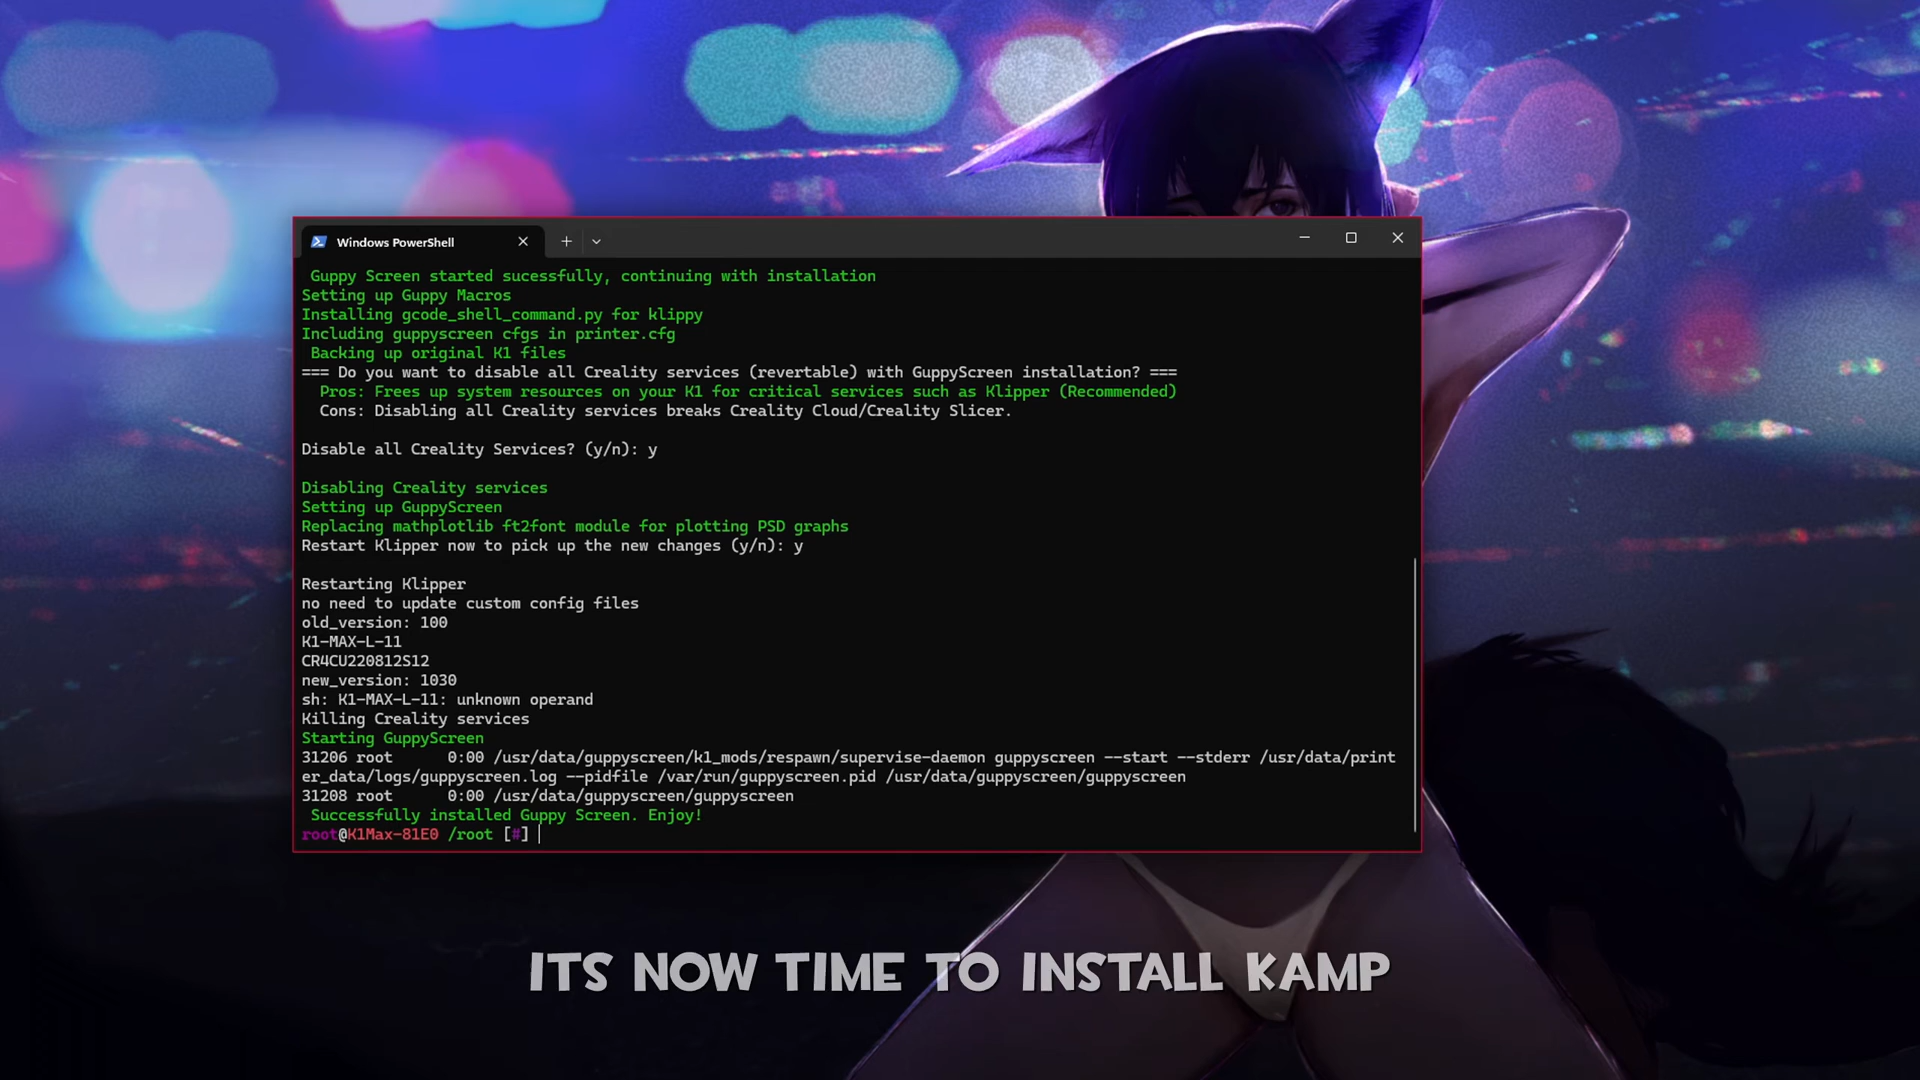 Windows PowerShell
Guppy Screen started sucessfully, continuing with installation
Setting up Guppy Macros
Installing gcode_shell_command.py for klippy
Including guppyscreen cfgs in printer.cfg
Backing up original K1 files
=== Do you want to disable all Creality services (revertable) with GuppyScreen installation? ===
Pros: Frees up system resources on your K1 for critical services such as Klipper (Recommended)
Cons: Disabling all Creality services breaks Creality Cloud/Creality Slicer.
Disable all Creality Services? (y/n): y
Disabling Creality services
Setting up GuppyScreen
Replacing mathplotlib ft2font module for plotting PSD graphs
Restart Klipper now to pick up the new changes (y/n): y
Restarting Klipper
no need to update custom config files
old_version: 100
K1-MAX-L-11
CR4CU220812S12
new_version: 1030
sh: K1-MAX-L-11: unknown operand
Killing Creality services
Starting GuppyScreen
31206 root      0:00 /usr/data/guppyscreen/k1_mods/respawn/supervise-daemon guppyscreen --start --stderr /usr/data/print
er_data/logs/guppyscreen.log --pidfile /var/run/guppyscreen.pid /usr/data/guppyscreen/guppyscreen
31208 root      0:00 /usr/data/guppyscreen/guppyscreen
Successfully installed Guppy Screen. Enjoy!
root@K1Max-81E0 /root [#]
ITS NOW TIME TO INSTALL KAMP